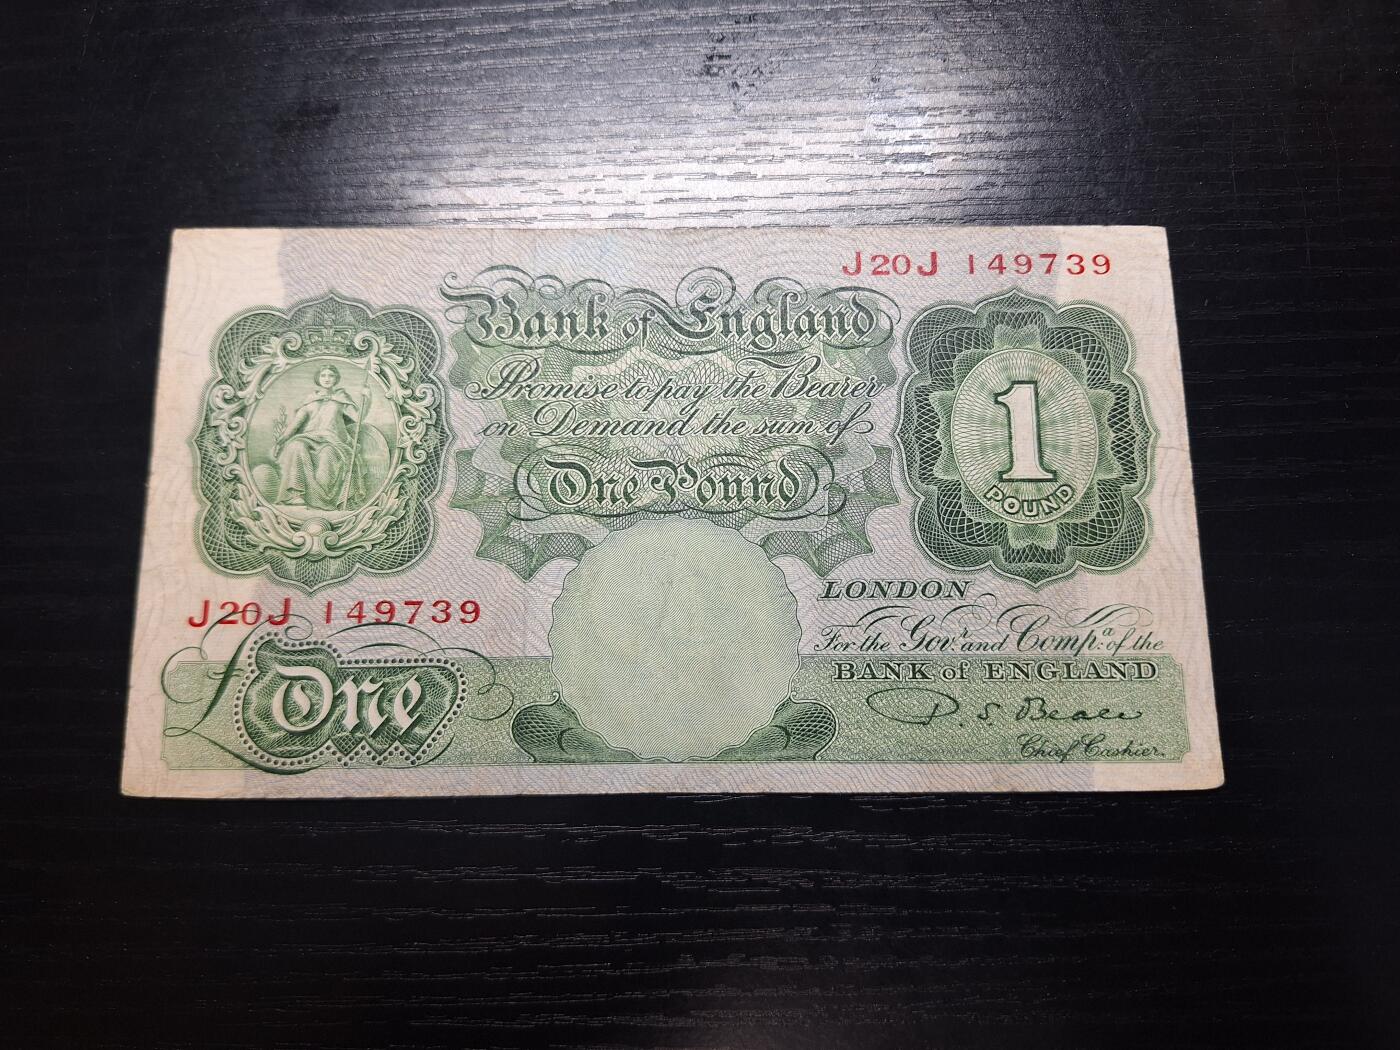 J20J 149739
Bank of England
Promise to pay the Bearer
on Demand the sum of
One Pound
1
POUND
LONDON
J20J 149739
For the Govr. and Compa. of the
BANK of ENGLAND
£One
P. S. Beale
Chief Cashier.